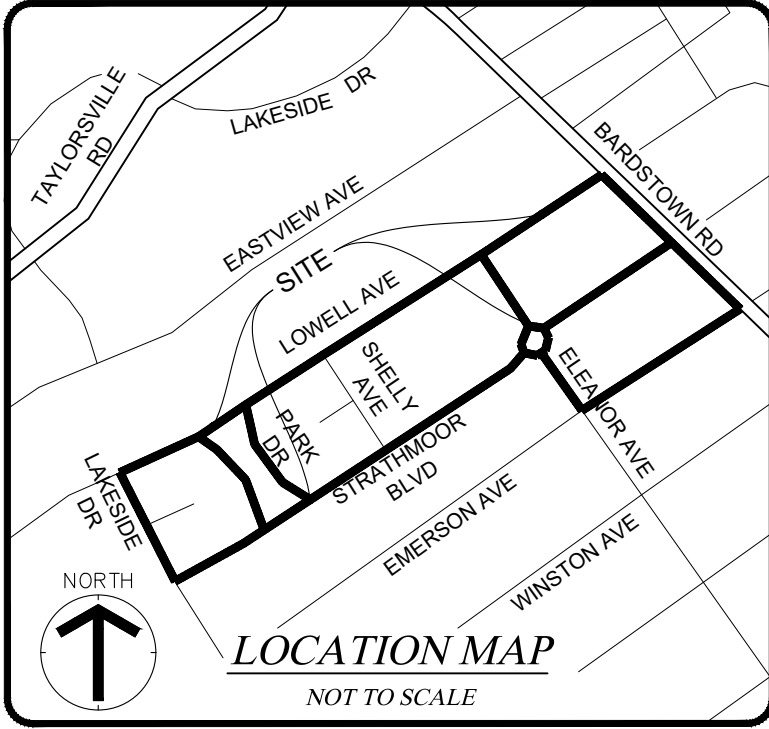 TAYLORSVILLE
RD
LAKESIDE DR
BARDSTOWN RD
EASTVIEW AVE
SITE
LOWELL AVE
SHELLY
AVE
PARK
DR
ELEANOR AVE
STRATHMOOR
BLVD
LAKESIDE
DR
EMERSON AVE
WINSTON AVE
NORTH
LOCATION MAP
NOT TO SCALE